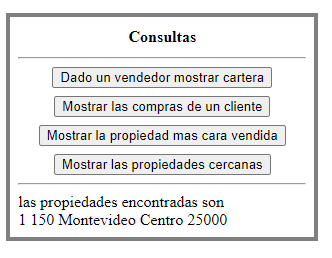 Consultas
Dado un vendedor mostrar cartera
Mostrar las compras de un cliente
Mostrar la propiedad mas cara vendida
Mostrar las propiedades cercanas
las propiedades encontradas son
1 150 Montevideo Centro 25000